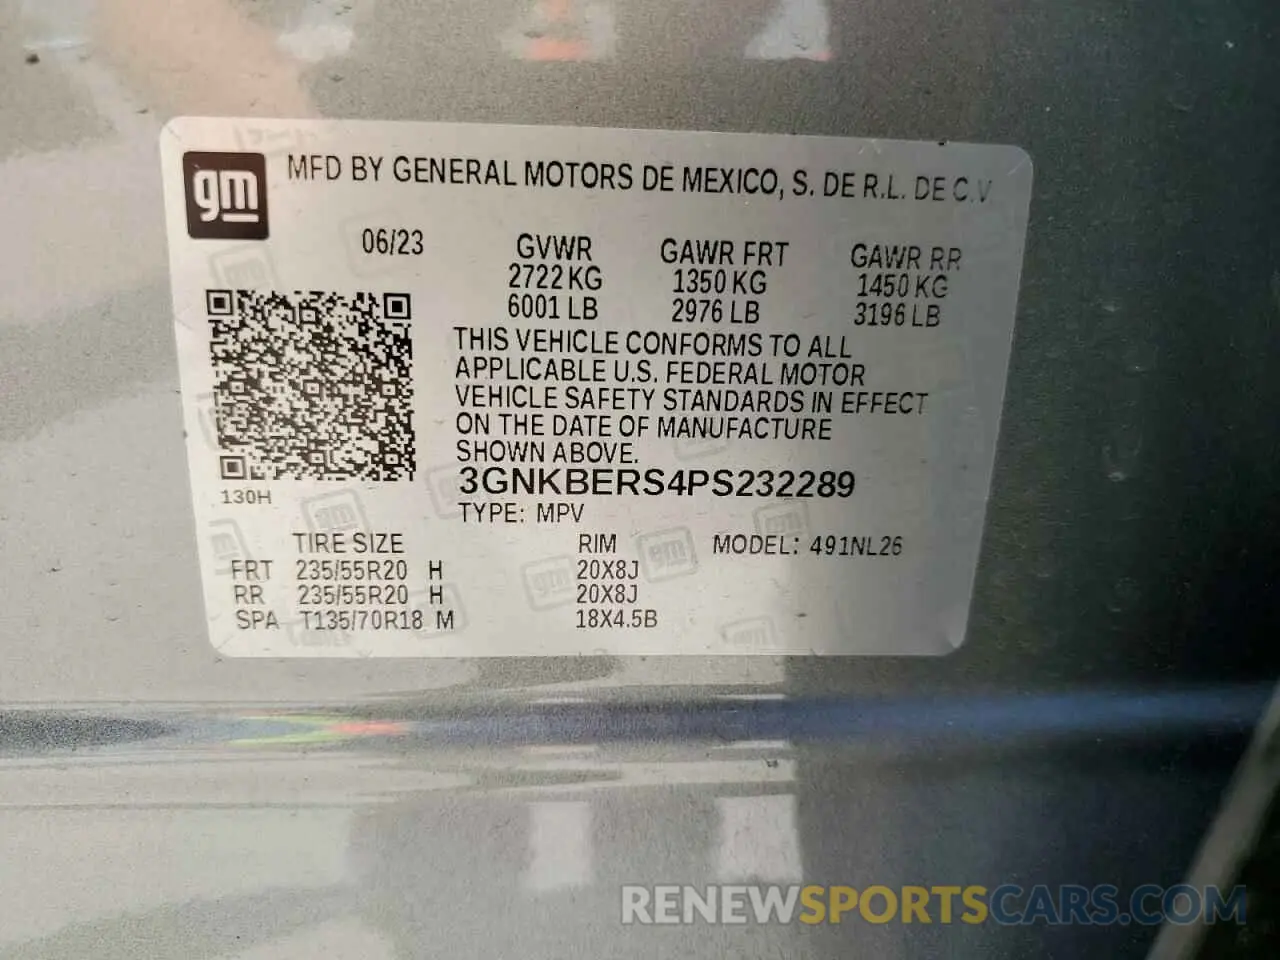 gm
MFD BY GENERAL MOTORS DE MEXICO, S. DE R.L. DE C.V
06/23
GVWR GAWR FRT GAWR RR
2722 KG 1350 KG 1450 KG
6001 LB 2976 LB 3196 LB
THIS VEHICLE CONFORMS TO ALL
APPLICABLE U.S. FEDERAL MOTOR
VEHICLE SAFETY STANDARDS IN EFFECT
ON THE DATE OF MANUFACTURE
SHOWN ABOVE.
3GNKBERS4PS232289
130H
TYPE: MPV
TIRE SIZE RIM MODEL: 491NL26
FRT 235/55R20 H 20X8J
RR 235/55R20 H 20X8J
SPA T135/70R18 M 18X4.5B
RENEWSPORTSCARS.COM